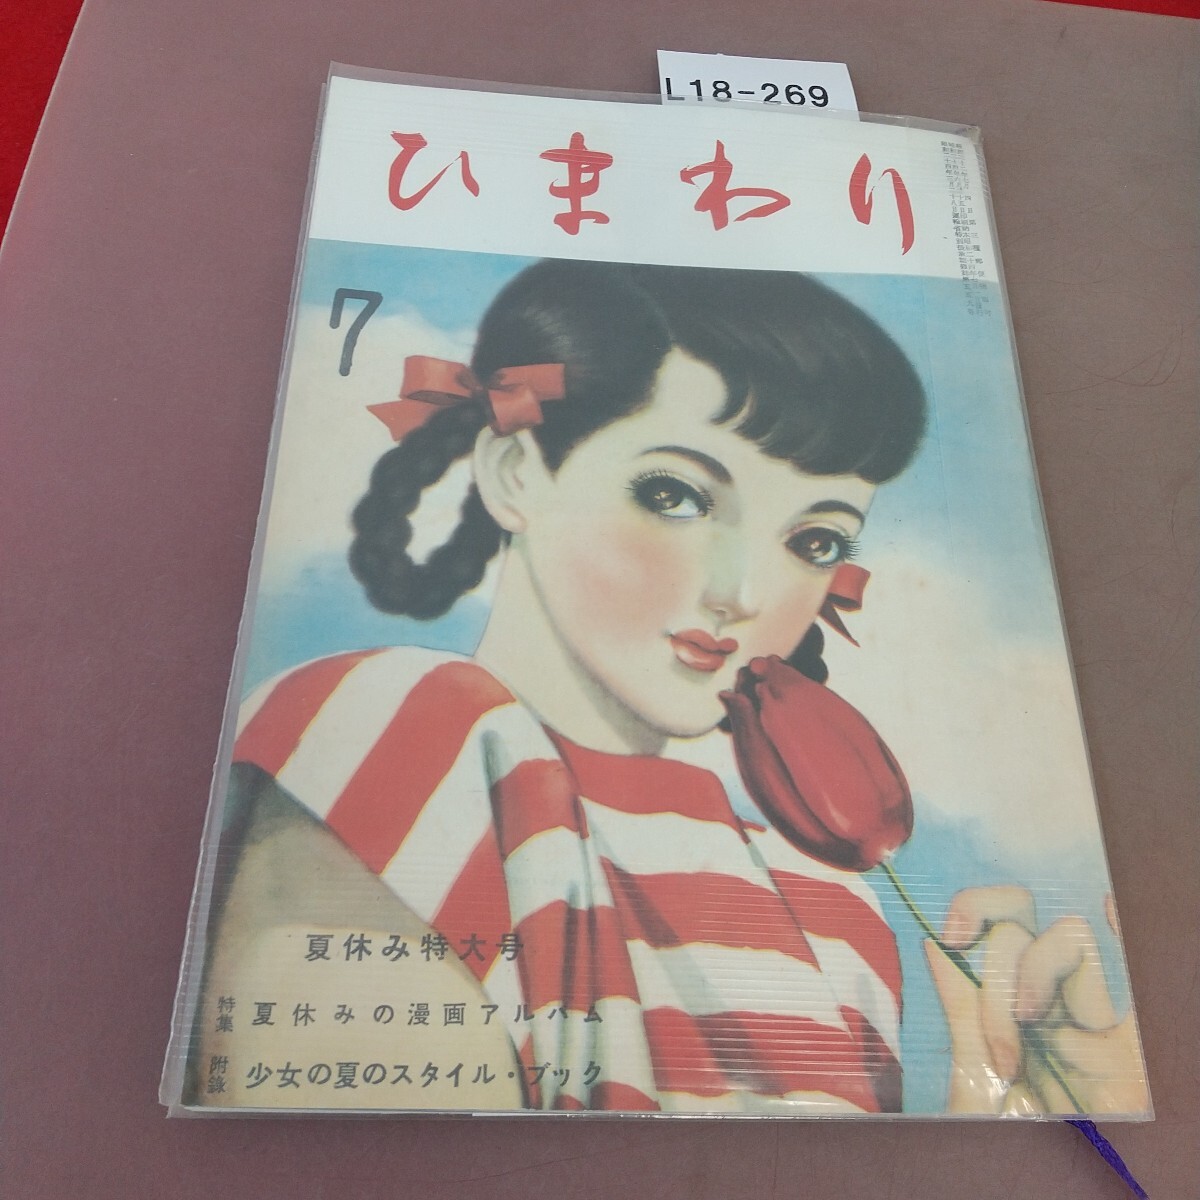 L18-269
ひまわり
7
夏休み特大号
特集 夏休みの漫画アルバム
附録 少女の夏のスタイル・ブック